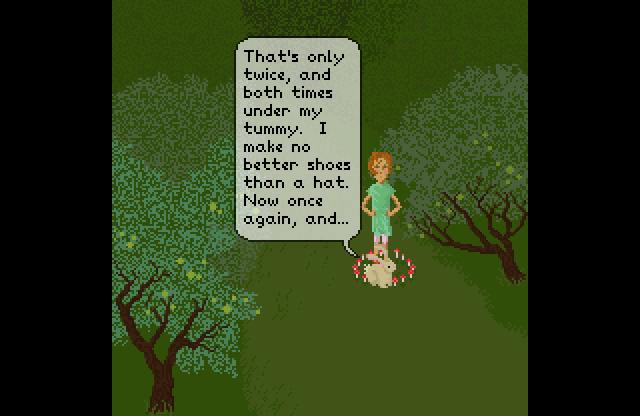 That's only
twice, and
both times
under my
tummy.  I
make no
better shoes
than a hat.
Now once
again, and...